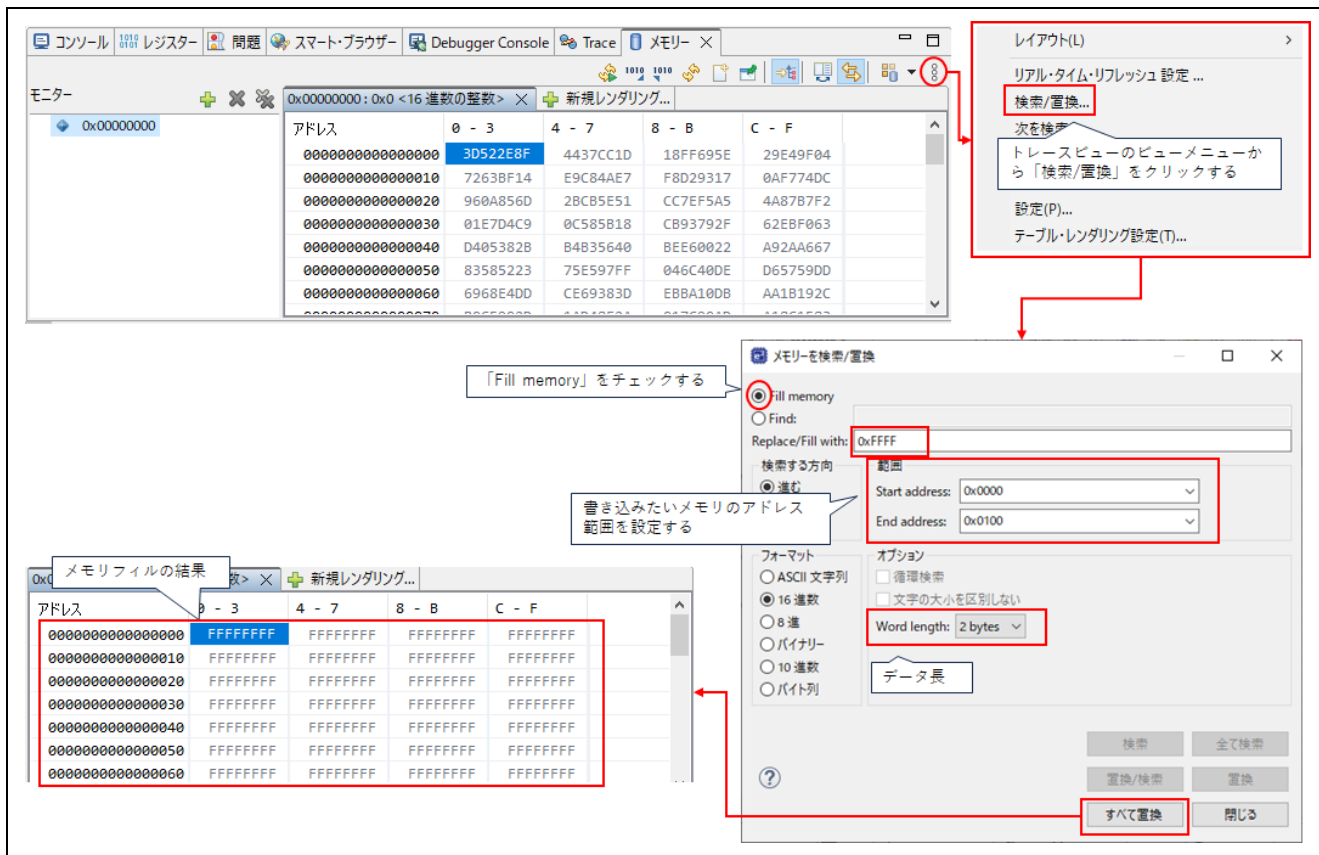 コンソール レジスター 問題 スマート・ブラウザー Debugger Console Trace メモリー
モニター
0x00000000 : 0x0 <16 進数の整数> 新規レンダリング...
0x00000000
アドレス 0 - 3 4 - 7 8 - B C - F
0000000000000000 3D522E8F 4437CC1D 18FF695E 29E49F04
0000000000000010 7263BF14 E9C84AE7 F8D29317 0AF774DC
0000000000000020 960A856D 2BCB5E51 CC7EF5A5 4A87B7F2
0000000000000030 01E7D4C9 0C585B18 CB93792F 62EBF063
0000000000000040 D405382B B4B35640 BEE60022 A92AA667
0000000000000050 83585223 75E597FF 046C40DE D65759DD
0000000000000060 6968E4DD CE69383D EBBA10DB AA1B192C
レイアウト(L)
リアル・タイム・リフレッシュ 設定 ...
検索/置換...
次を検索
トレースビューのビューメニューか
ら「検索/置換」をクリックする
設定(P)...
テーブル・レンダリング設定(T)...
「Fill memory」をチェックする
メモリーを検索/置換
Fill memory
Find:
Replace/Fill with: 0xFFFF
検索する方向
進む
範囲
Start address: 0x0000
End address: 0x0100
書き込みたいメモリのアドレス
範囲を設定する
フォーマット
ASCII 文字列
16 進数
8 進
バイナリー
10 進数
バイト列
オプション
循環検索
文字の大小を区別しない
Word length: 2 bytes
データ長
検索 全て検索
置換/検索 置換
すべて置換 閉じる
メモリフィルの結果
数> 新規レンダリング...
アドレス 0 - 3 4 - 7 8 - B C - F
0000000000000000 FFFFFFFF FFFFFFFF FFFFFFFF FFFFFFFF
0000000000000010 FFFFFFFF FFFFFFFF FFFFFFFF FFFFFFFF
0000000000000020 FFFFFFFF FFFFFFFF FFFFFFFF FFFFFFFF
0000000000000030 FFFFFFFF FFFFFFFF FFFFFFFF FFFFFFFF
0000000000000040 FFFFFFFF FFFFFFFF FFFFFFFF FFFFFFFF
0000000000000050 FFFFFFFF FFFFFFFF FFFFFFFF FFFFFFFF
0000000000000060 FFFFFFFF FFFFFFFF FFFFFFFF FFFFFFFF